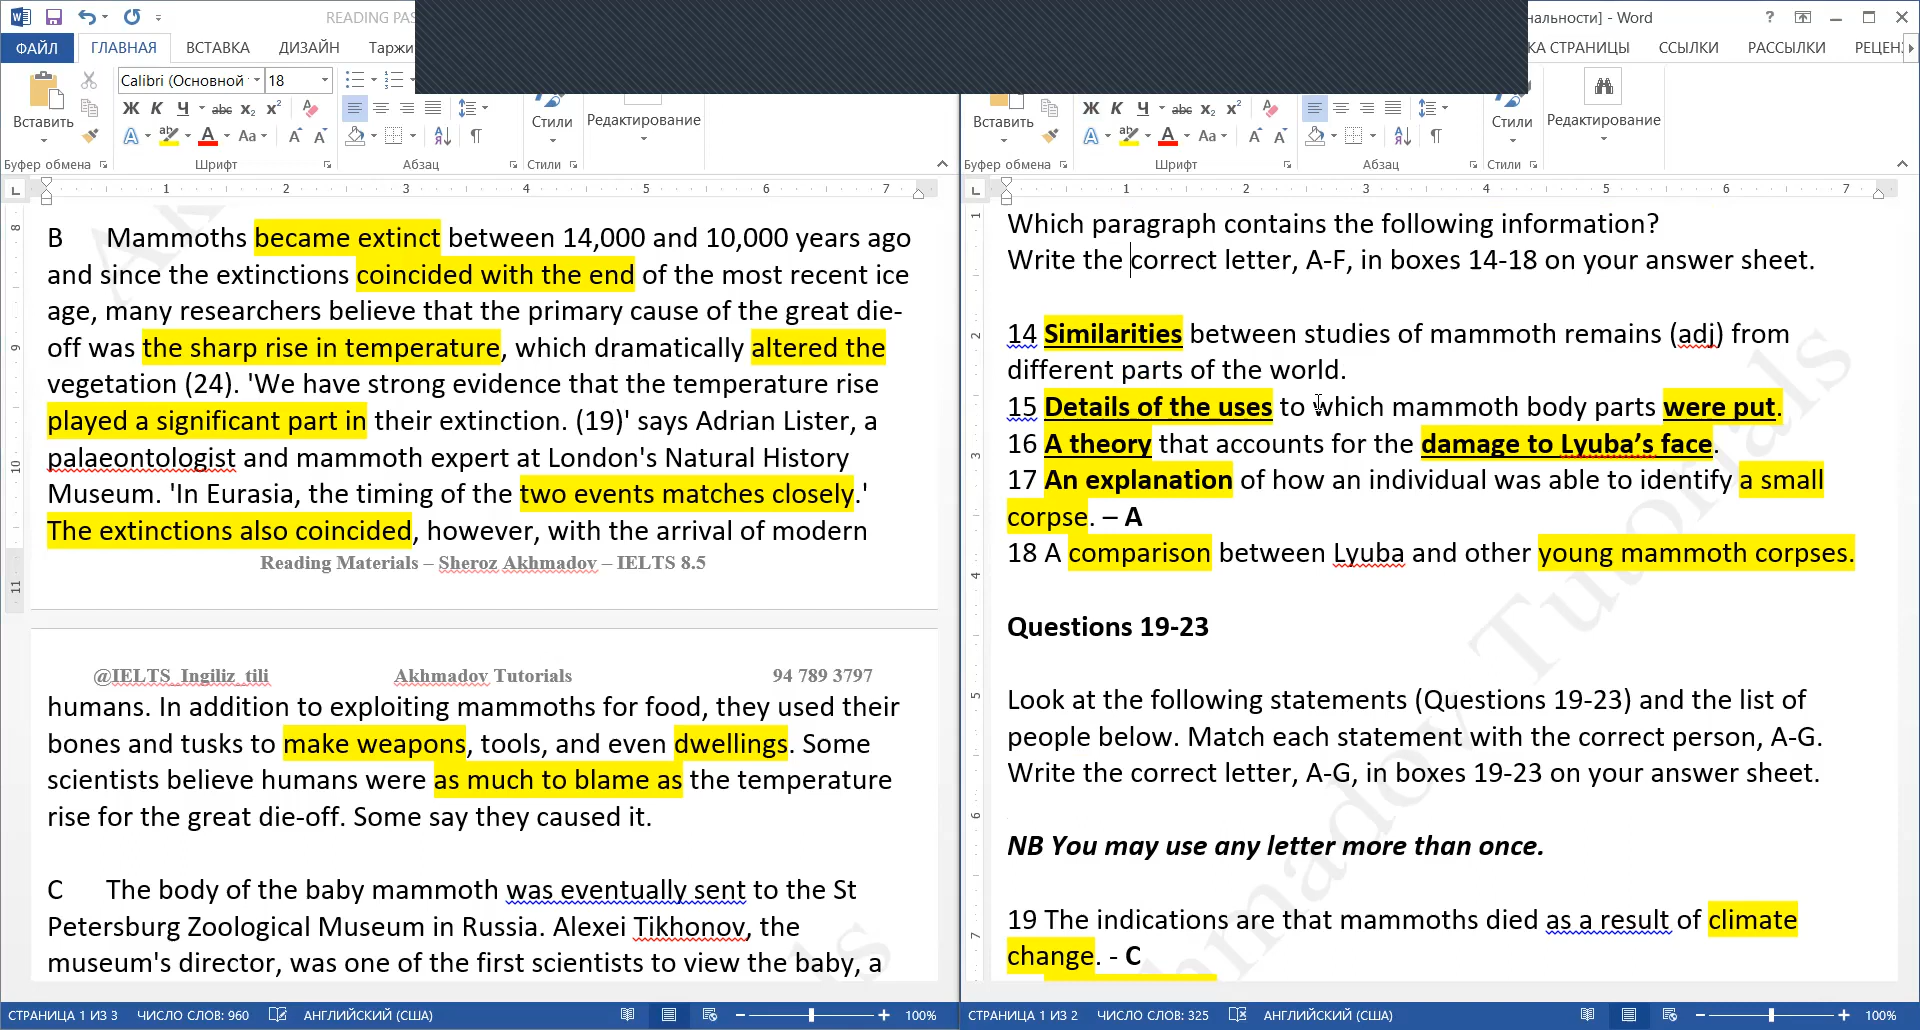 READING PAS
нальности] - Word
ФАЙЛ ГЛАВНАЯ ВСТАВКА ДИЗАЙН Таржи
КА СТРАНИЦЫ ССЫЛКИ РАССЫЛКИ РЕЦЕН
Calibri (Основной 18
Вставить Стили Редактирование
Буфер обмена Шрифт Абзац Стили
Вставить Стили Редактирование
Буфер обмена Шрифт Абзац Стили
B Mammoths became extinct between 14,000 and 10,000 years ago
and since the extinctions coincided with the end of the most recent ice
age, many researchers believe that the primary cause of the great die-
off was the sharp rise in temperature, which dramatically altered the
vegetation (24). 'We have strong evidence that the temperature rise
played a significant part in their extinction. (19)' says Adrian Lister, a
palaeontologist and mammoth expert at London's Natural History
Museum. 'In Eurasia, the timing of the two events matches closely.'
The extinctions also coincided, however, with the arrival of modern
Reading Materials – Sheroz Akhmadov – IELTS 8.5
@IELTS_Ingiliz_tili Akhmadov Tutorials 94 789 3797
humans. In addition to exploiting mammoths for food, they used their
bones and tusks to make weapons, tools, and even dwellings. Some
scientists believe humans were as much to blame as the temperature
rise for the great die-off. Some say they caused it.
C The body of the baby mammoth was eventually sent to the St
Petersburg Zoological Museum in Russia. Alexei Tikhonov, the
museum's director, was one of the first scientists to view the baby, a
Which paragraph contains the following information?
Write the correct letter, A-F, in boxes 14-18 on your answer sheet.
14 Similarities between studies of mammoth remains (adj) from
different parts of the world.
15 Details of the uses to which mammoth body parts were put.
16 A theory that accounts for the damage to Lyuba’s face.
17 An explanation of how an individual was able to identify a small
corpse. – A
18 A comparison between Lyuba and other young mammoth corpses.
Questions 19-23
Look at the following statements (Questions 19-23) and the list of
people below. Match each statement with the correct person, A-G.
Write the correct letter, A-G, in boxes 19-23 on your answer sheet.
NB You may use any letter more than once.
19 The indications are that mammoths died as a result of climate
change. - C
hmadov Tutorials
СТРАНИЦА 1 ИЗ 3 ЧИСЛО СЛОВ: 960 АНГЛИЙСКИЙ (США) 100%
СТРАНИЦА 1 ИЗ 2 ЧИСЛО СЛОВ: 325 АНГЛИЙСКИЙ (США) 100%